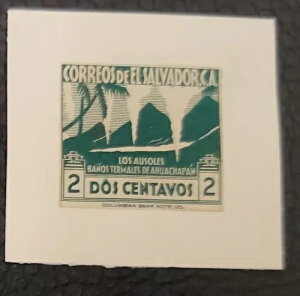 CORREOS DE EL SALVADOR, C.A.
LOS AUSOLES
BAÑOS TERMALES DE AHUACHAPAN
2 DOS CENTAVOS 2
COLUMBIAN BANK NOTE CO.